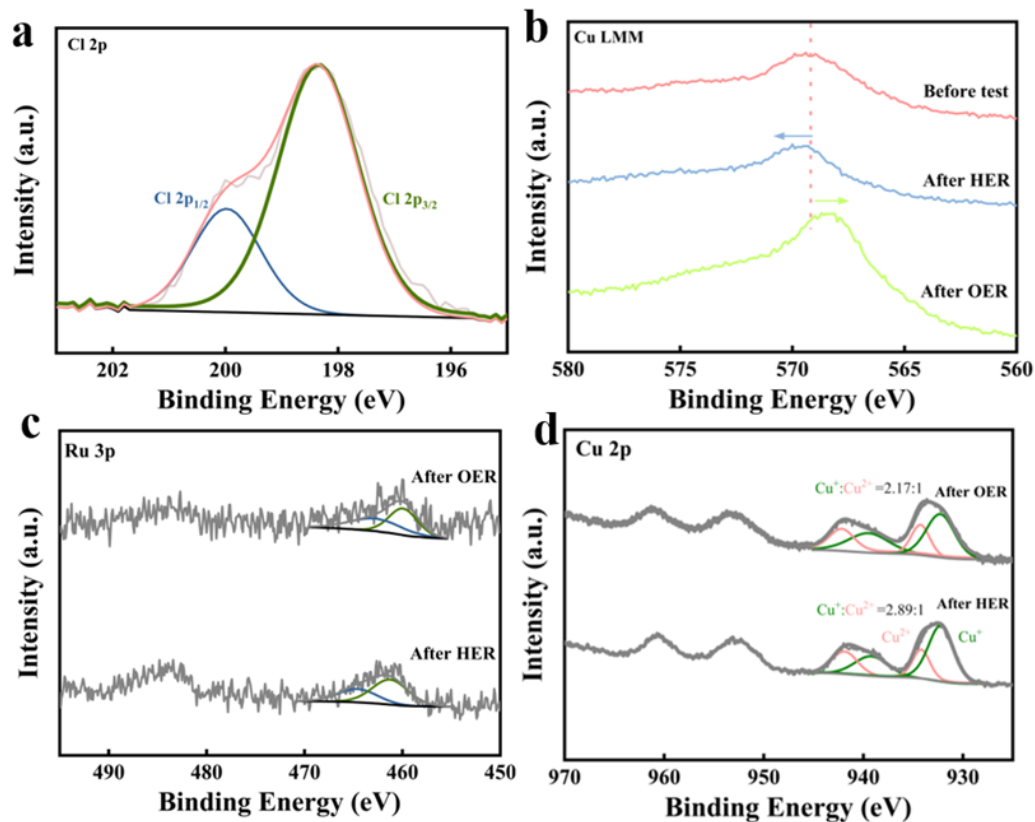 a
Cl 2p
Cl 2p1/2
Cl 2p3/2
Intensity (a.u.)
202 200 198 196
Binding Energy (eV)
b
Cu LMM
Before test
After HER
After OER
Intensity (a.u.)
580 575 570 565 560
Binding Energy (eV)
c
Ru 3p
After OER
After HER
Intensity (a.u.)
490 480 470 460 450
Binding Energy (eV)
d
Cu 2p
Cu⁺:Cu²⁺=2.17:1 After OER
Cu⁺:Cu²⁺=2.89:1 After HER
Cu²⁺ Cu⁺
Intensity (a.u.)
970 960 950 940 930
Binding Energy (eV)